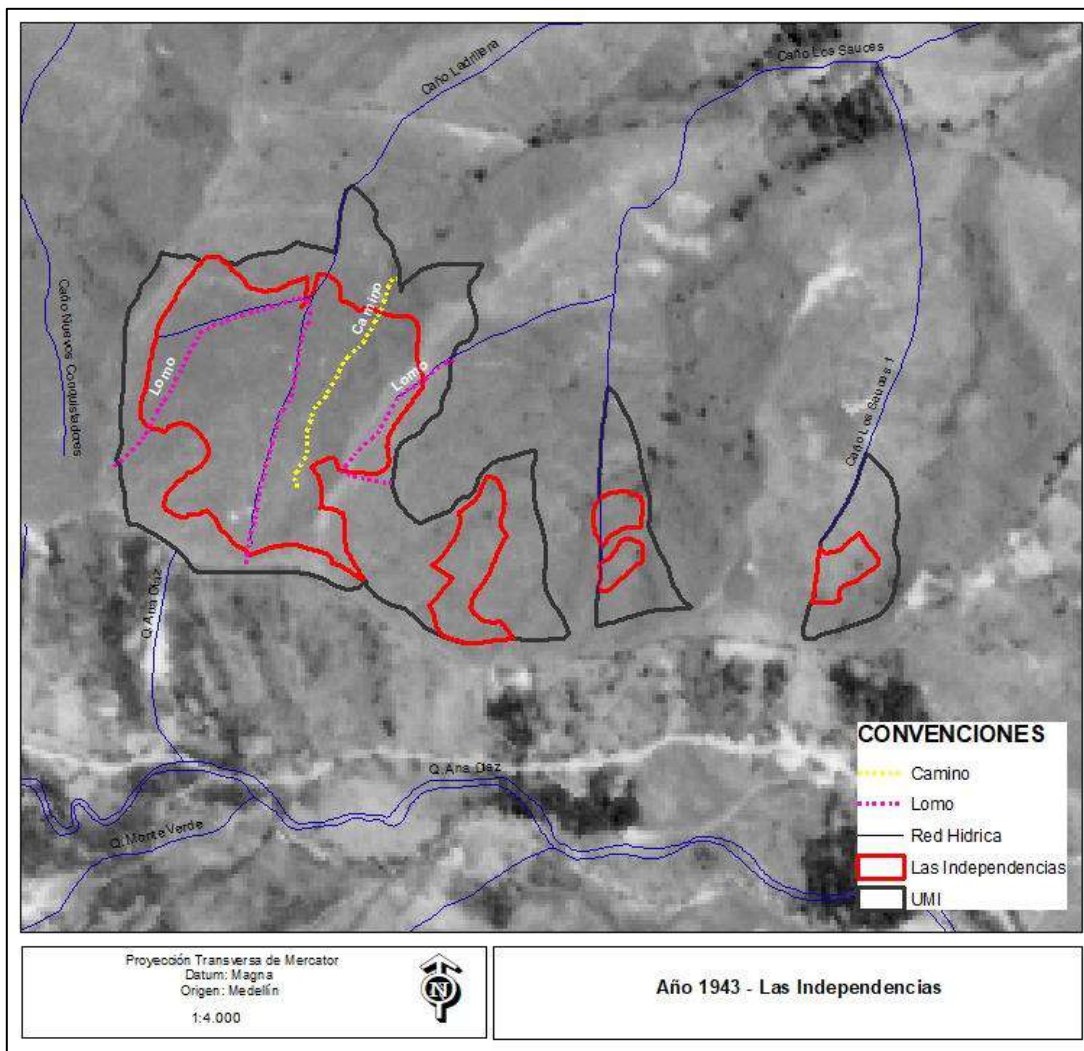 Caño Ladrillera
Caño Los Sauces
Caño Nuevos Conquistadores
Camino
Lomo
Lomo
Caño Los Sauces 1
Q. Ana Diaz
Q. Ana Diaz
Q. Monte Verde
CONVENCIONES
Camino
Lomo
Red Hidrica
Las Independencias
UMI
Proyección Transversa de Mercator
Datum: Magna
Origen: Medellín
1:4.000
N
Año 1943 - Las Independencias